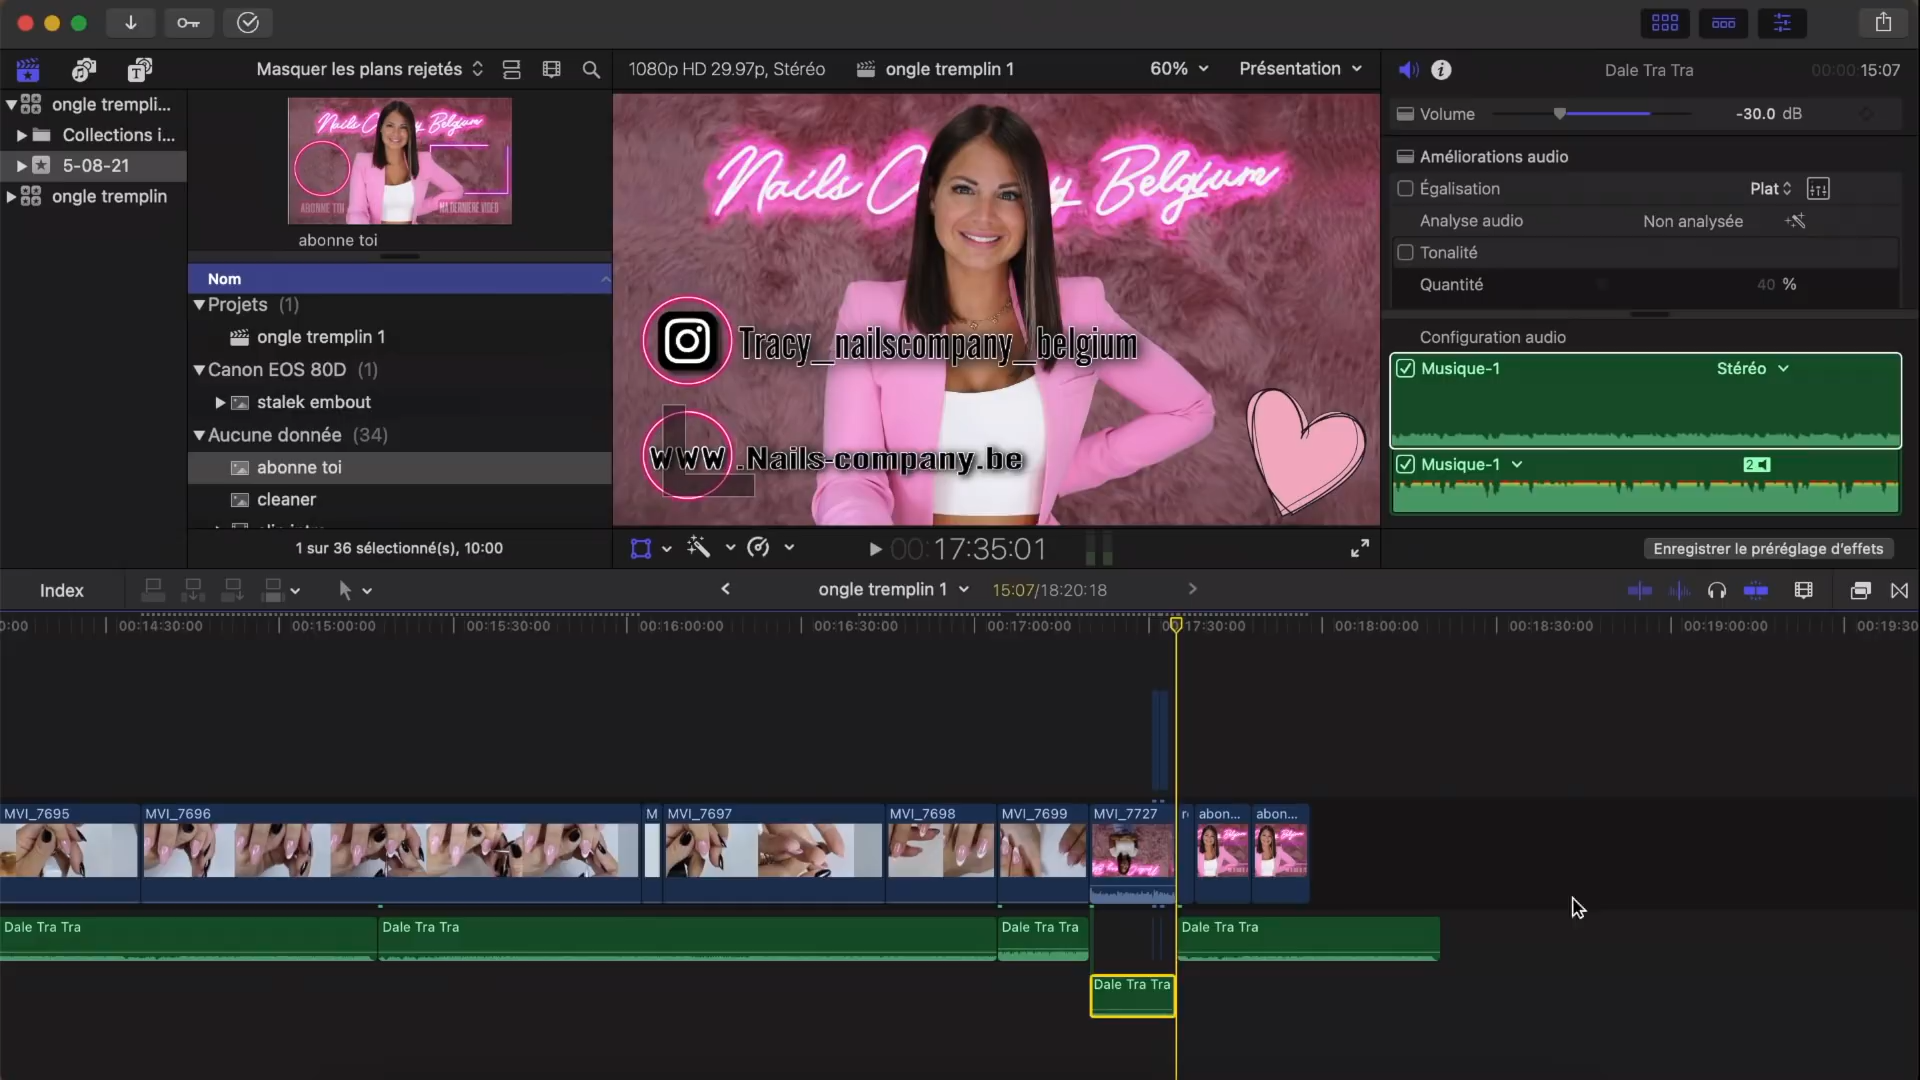 Masquer les plans rejetés
1080p HD 29.97p, Stéréo
ongle tremplin 1
60%
Présentation
Dale Tra Tra
00:00:15:07
ongle trempli...
Collections i...
5-08-21
ongle tremplin
abonne toi
Nom
Projets (1)
ongle tremplin 1
Canon EOS 80D (1)
stalek embout
Aucune donnée (34)
abonne toi
cleaner
1 sur 36 sélectionné(s), 10:00
Nails C y Belgium
Tracy_nailscompany_belgium
www.Nails-company.be
00:17:35:01
Volume
-30.0 dB
Améliorations audio
Égalisation
Plat
Analyse audio
Non analysée
Tonalité
Quantité
40 %
Configuration audio
Musique-1
Stéréo
Musique-1
2
Enregistrer le préréglage d'effets
Index
ongle tremplin 1
15:07/18:20:18
0:00
00:14:30:00
00:15:00:00
00:15:30:00
00:16:00:00
00:16:30:00
00:17:00:00
00:17:30:00
00:18:00:00
00:18:30:00
00:19:00:00
00:19:30
MVI_7695
MVI_7696
M
MVI_7697
MVI_7698
MVI_7699
MVI_7727
r
abon...
abon...
Dale Tra Tra
Dale Tra Tra
Dale Tra Tra
Dale Tra Tra
Dale Tra Tra